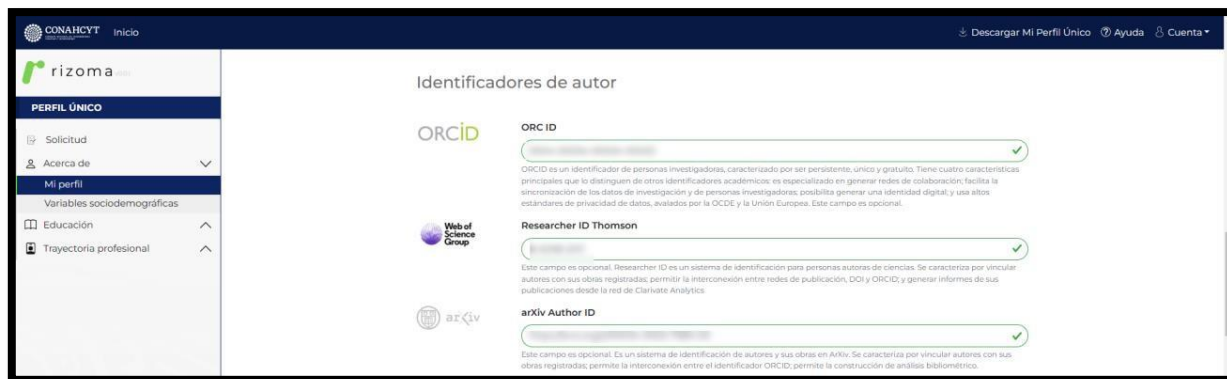 CONAHCYT Inicio
Descargar Mi Perfil Único Ayuda Cuenta
rizoma
PERFIL ÚNICO
Solicitud
Acerca de
Mi perfil
Variables sociodemográficas
Educación
Trayectoria profesional
Identificadores de autor
ORCID
ORC ID
ORCID es un identificador de personas investigadoras, caracterizado por ser persistente, único y gratuito. Tiene cuatro características
principales que lo distinguen de otros identificadores académicos: es especializado en generar redes de colaboración; facilita la
sincronización de los datos de investigación y de personas investigadoras; posibilita generar una identidad digital; y usa altos
estándares de privacidad de datos, avalados por la OCDE y la Unión Europea. Este campo es opcional.
Web of
Science
Group
Researcher ID Thomson
Este campo es opcional. Researcher ID es un sistema de identificación para personas autoras de ciencias. Se caracteriza por vincular
autores con sus obras registradas; permitir la interconexión entre redes de publicación, DOI y ORCID; y generar informes de sus
publicaciones desde la red de Clarivate Analytics
arXiv
arXiv Author ID
Este campo es opcional. Es un sistema de identificación de autores y sus obras en ArXiv. Se caracteriza por vincular autores con sus
obras registradas; permite la interconexión entre el identificador ORCID; permite la construcción de análisis bibliométrico.